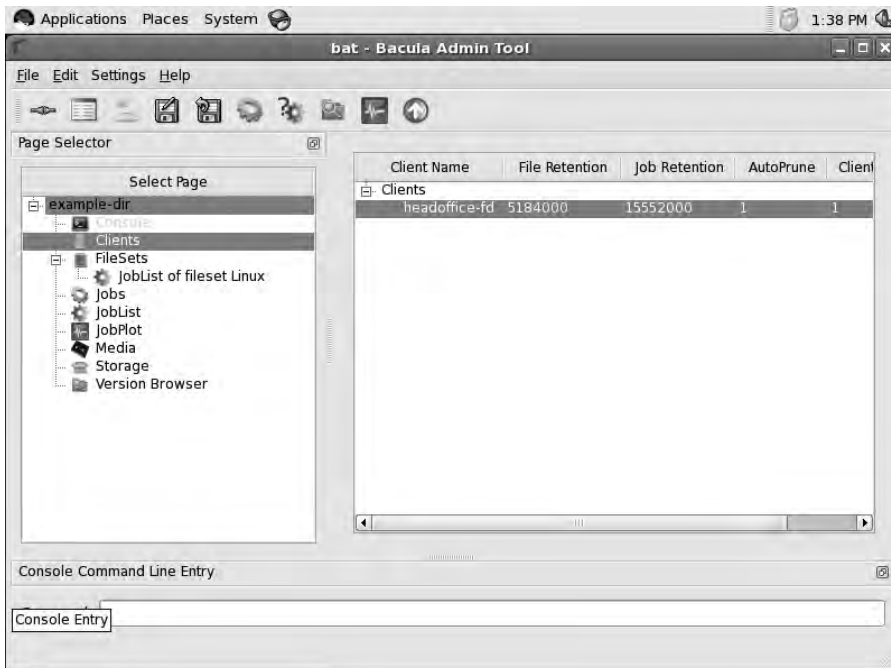 Applications Places System 1:38 PM
bat - Bacula Admin Tool
File Edit Settings Help
Page Selector
Select Page
example-dir
Console
Clients
FileSets
JobList of fileset Linux
Jobs
JobList
JobPlot
Media
Storage
Version Browser
Client Name File Retention Job Retention AutoPrune Client
Clients
headoffice-fd 5184000 15552000 1 1
Console Command Line Entry
Console Entry